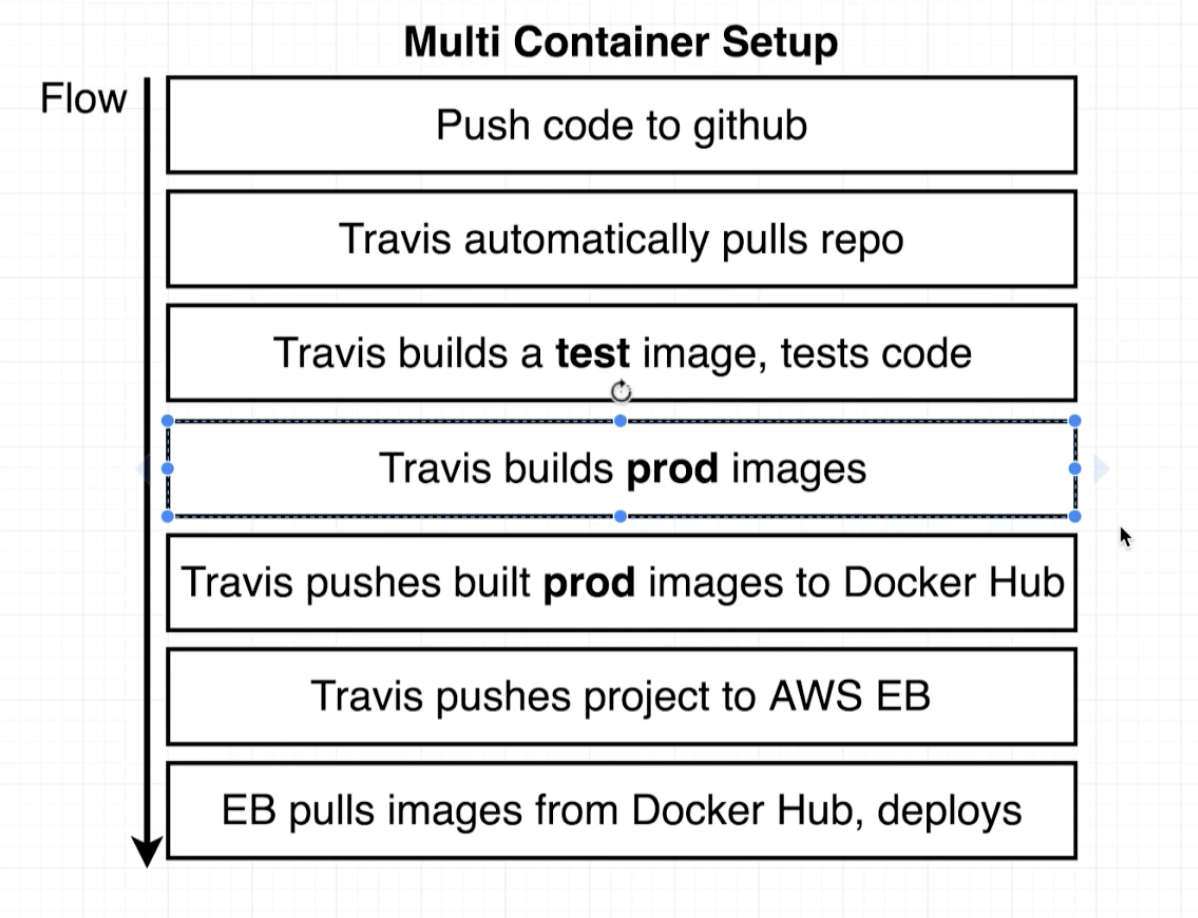 Multi Container Setup
Flow
Push code to github
Travis automatically pulls repo
Travis builds a test image, tests code
Travis builds prod images
Travis pushes built prod images to Docker Hub
Travis pushes project to AWS EB
EB pulls images from Docker Hub, deploys